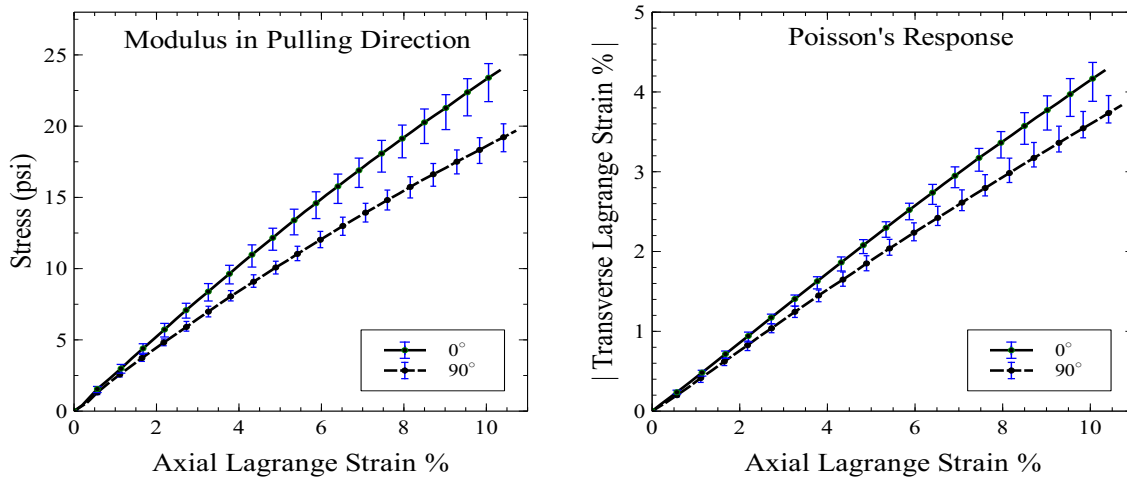 Modulus in Pulling Direction
Stress (psi)
25
20
15
10
5
0
0 2 4 6 8 10
Axial Lagrange Strain %
0°
90°
Poisson's Response
| Transverse Lagrange Strain % |
5
4
3
2
1
0
0 2 4 6 8 10
Axial Lagrange Strain %
0°
90°